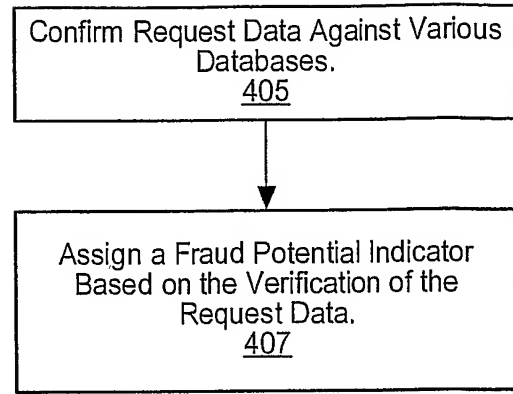 Confirm Request Data Against Various
Databases.
405
Assign a Fraud Potential Indicator
Based on the Verification of the
Request Data.
407